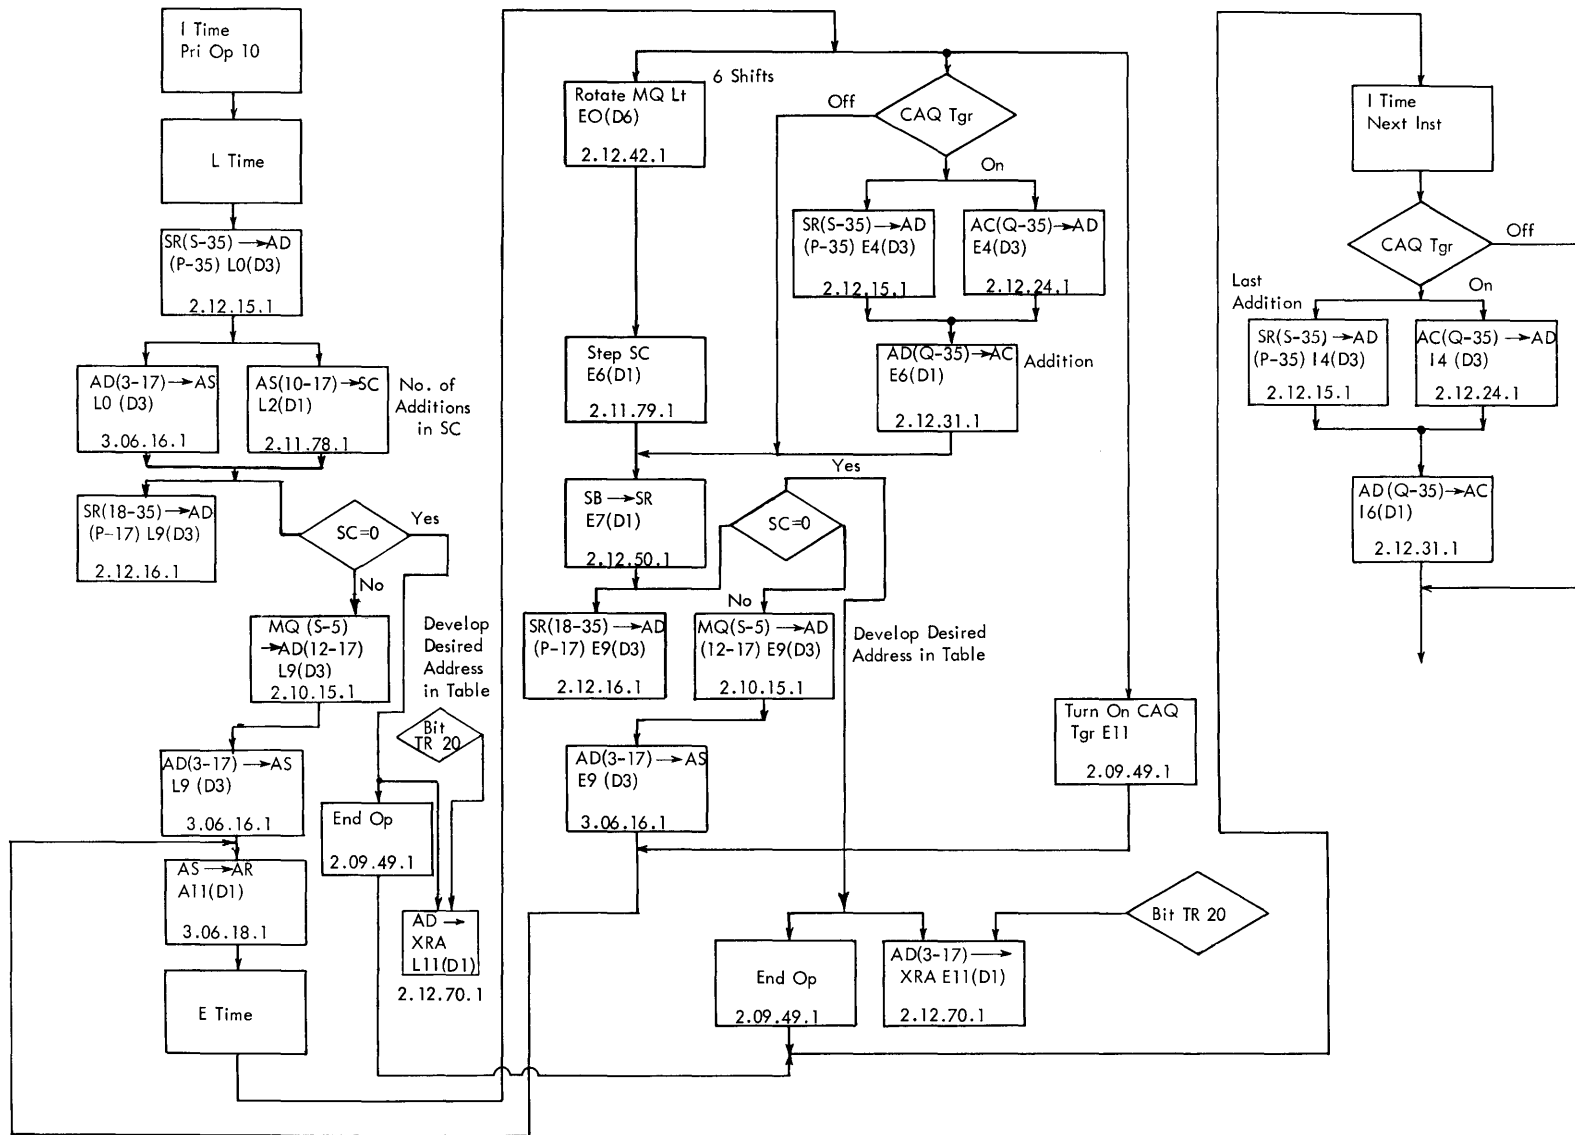 I Time
Pri Op 10
L Time
SR(S-35) →AD
(P-35) L0(D3)
2.12.15.1
AD(3-17)→AS
L0 (D3)
3.06.16.1
AS(10-17)→SC
L2(D1)
2.11.78.1
No. of
Additions
in SC
SR(18-35)→AD
(P-17) L9(D3)
2.12.16.1
SC=0
Yes
No
MQ (S-5)
→AD(12-17)
L9(D3)
2.10.15.1
Develop
Desired
Address
in Table
Bit
TR 20
AD(3-17)→AS
L9 (D3)
3.06.16.1
End Op
2.09.49.1
AS→AR
A11(D1)
3.06.18.1
AD→
XRA
L11(D1)
2.12.70.1
E Time
Rotate MQ Lt
EO(D6)
2.12.42.1
6 Shifts
CAQ Tgr
Off
On
SR(S-35)→AD
(P-35) E4(D3)
2.12.15.1
AC(Q-35)→AD
E4(D3)
2.12.24.1
Step SC
E6(D1)
2.11.79.1
AD(Q-35)→AC
E6(D1)
2.12.31.1
Addition
SB →SR
E7(D1)
2.12.50.1
SC=0
Yes
No
SR(18-35)→AD
(P-17) E9(D3)
2.12.16.1
MQ(S-5) →AD
(12-17) E9(D3)
2.10.15.1
Develop Desired
Address in Table
AD(3-17)→AS
E9 (D3)
3.06.16.1
Turn On CAQ
Tgr E11
2.09.49.1
Bit TR 20
End Op
2.09.49.1
AD(3-17)→
XRA E11(D1)
2.12.70.1
I Time
Next Inst
CAQ Tgr
Off
On
Last
Addition
SR(S-35)→AD
(P-35) I4(D3)
2.12.15.1
AC(Q-35)→AD
I4 (D3)
2.12.24.1
AD(Q-35)→AC
I6(D1)
2.12.31.1